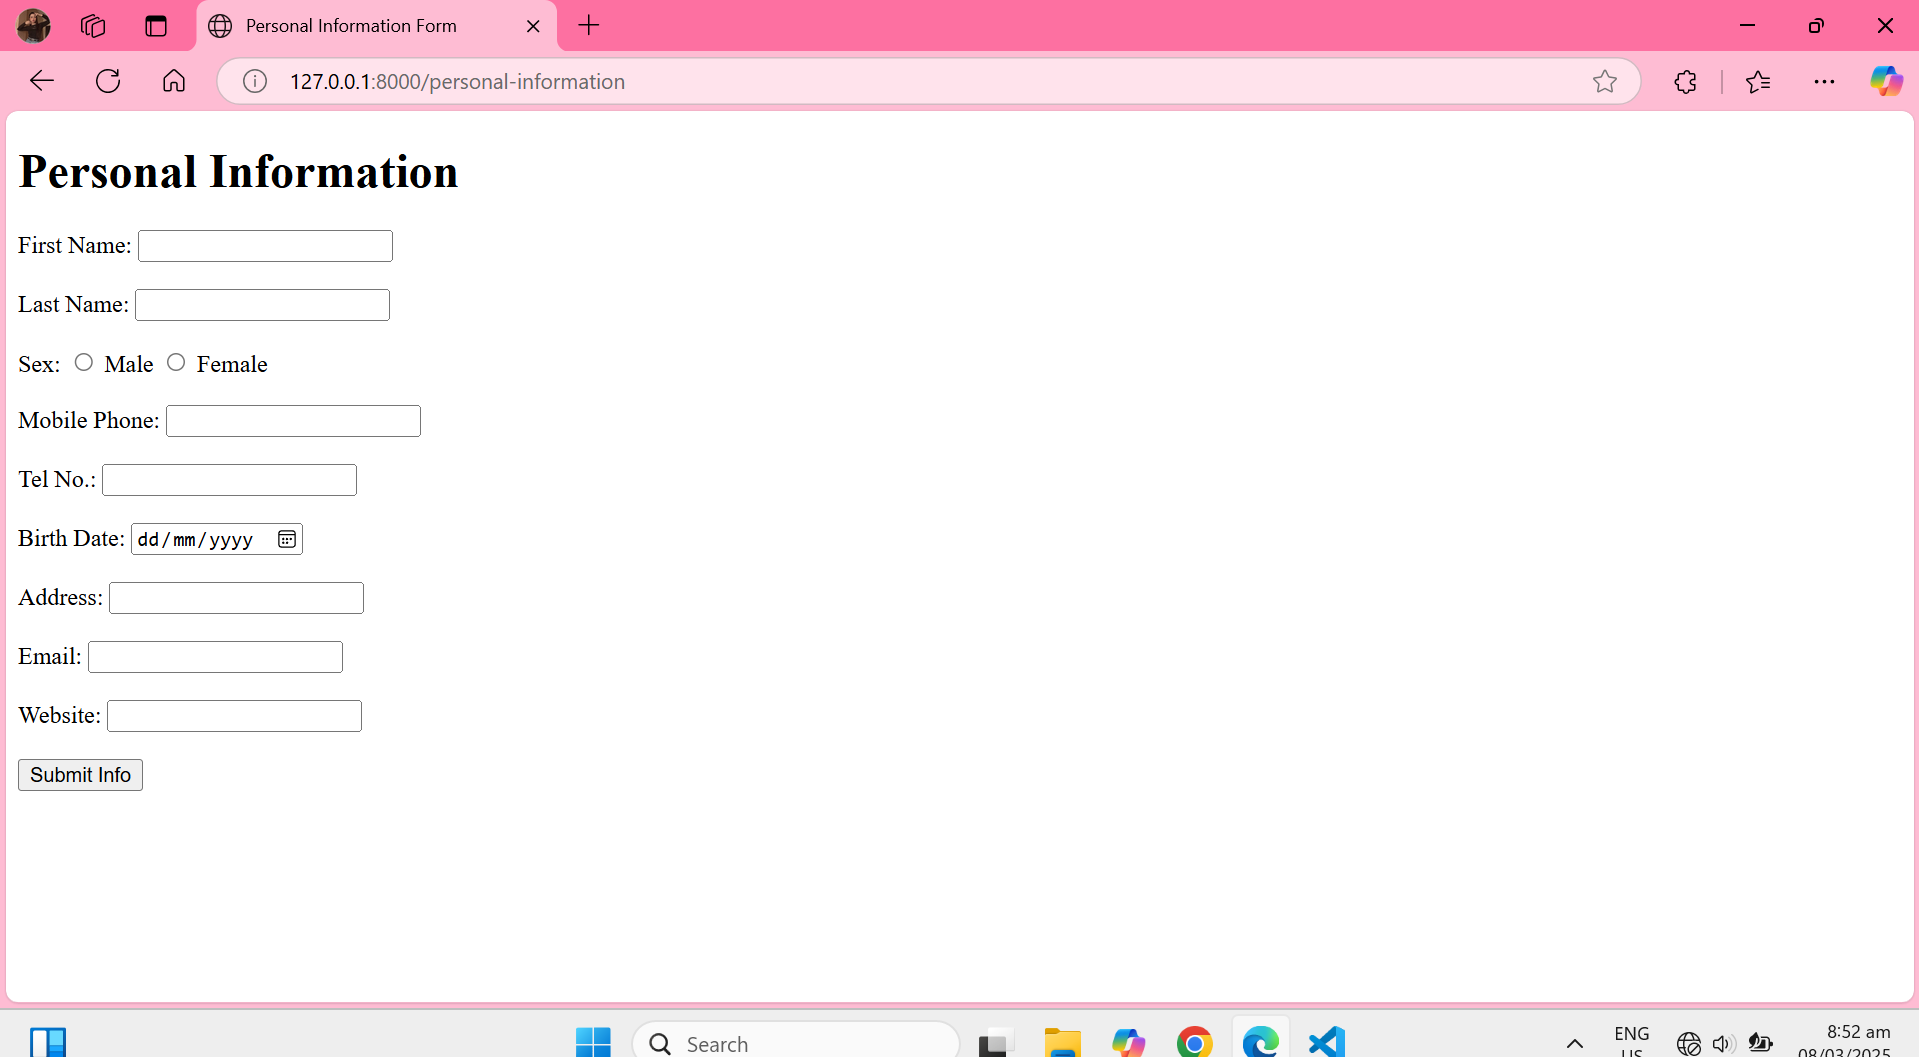 Personal Information Form
127.0.0.1:8000/personal-information
Personal Information
First Name:
Last Name:
Sex: Male Female
Mobile Phone:
Tel No.:
Birth Date: dd/mm/yyyy
Address:
Email:
Website:
Submit Info
Search
ENG
US
8:52 am
08/03/2025